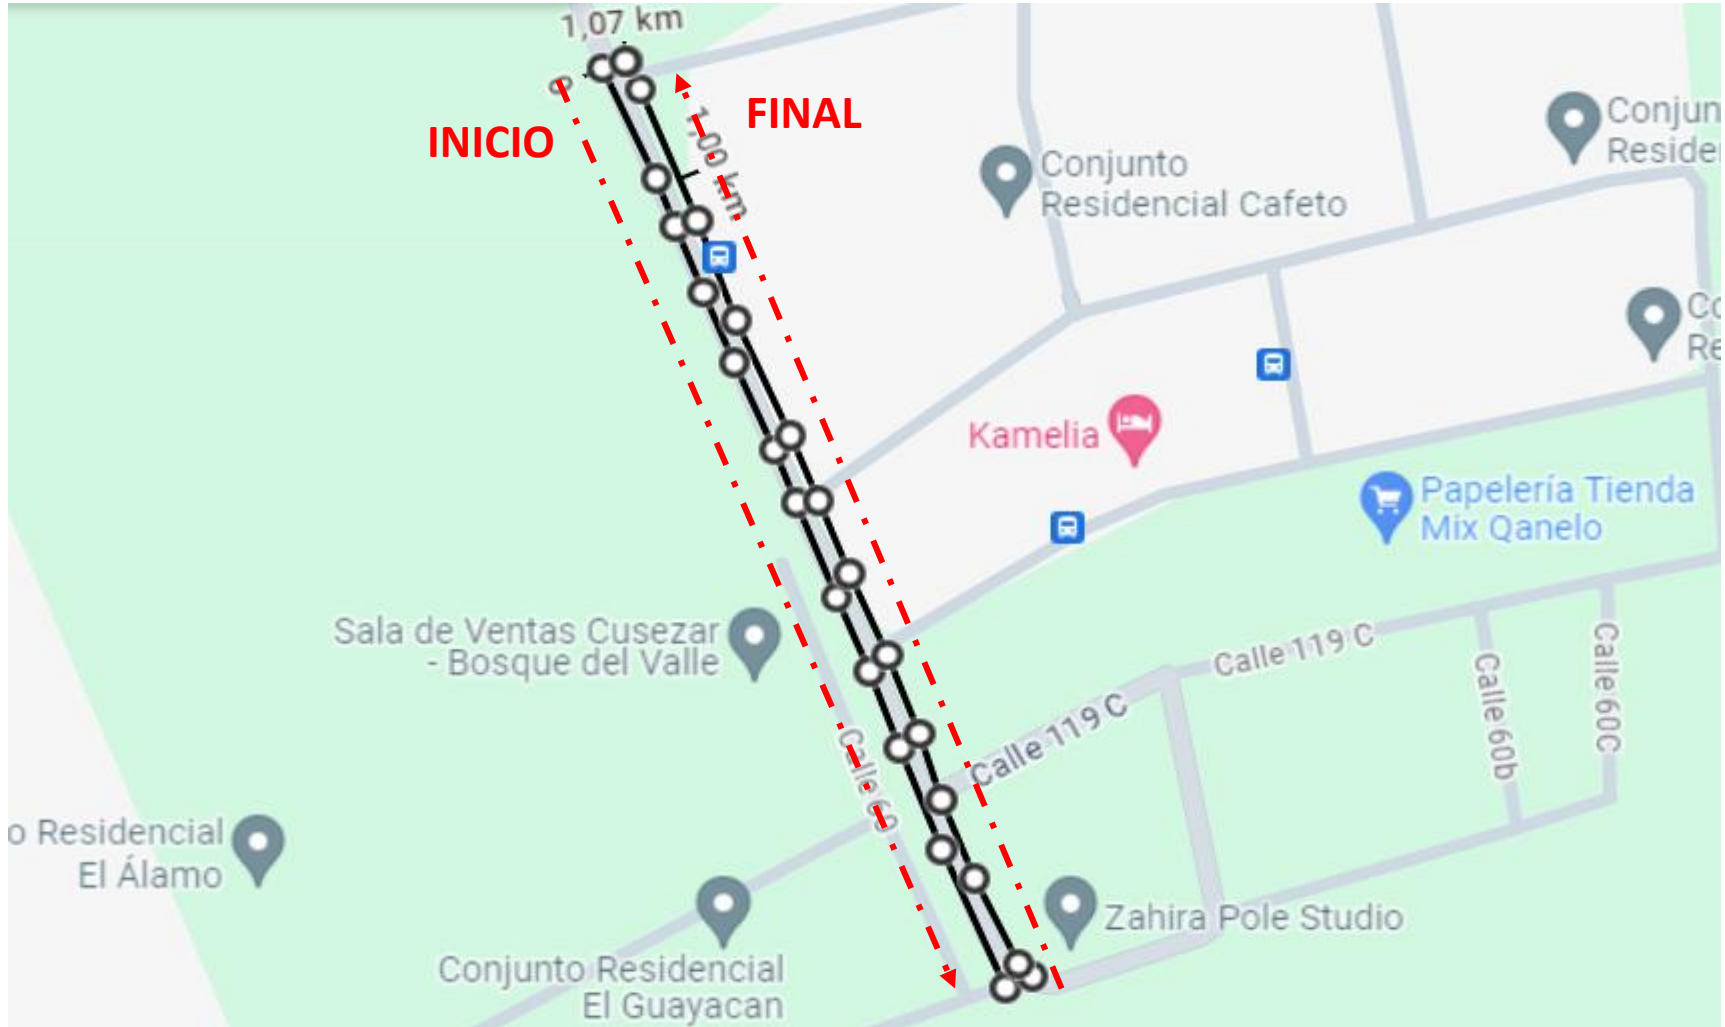 1,07 km
0
INICIO
FINAL
1,00 km
Conjunto
Residencial Cafeto
Conjun
Reside
Co
Re
Kamelia
Papelería Tienda
Mix Qanelo
Sala de Ventas Cusezar
- Bosque del Valle
Calle 119 C
Calle 119 C
Calle 60b
Calle 60C
Calle 60
o Residencial
El Álamo
Zahira Pole Studio
Conjunto Residencial
El Guayacan